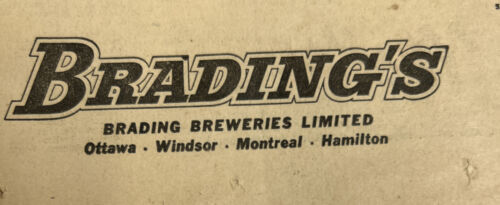 BRADING'S
BRADING BREWERIES LIMITED
Ottawa · Windsor · Montreal · Hamilton